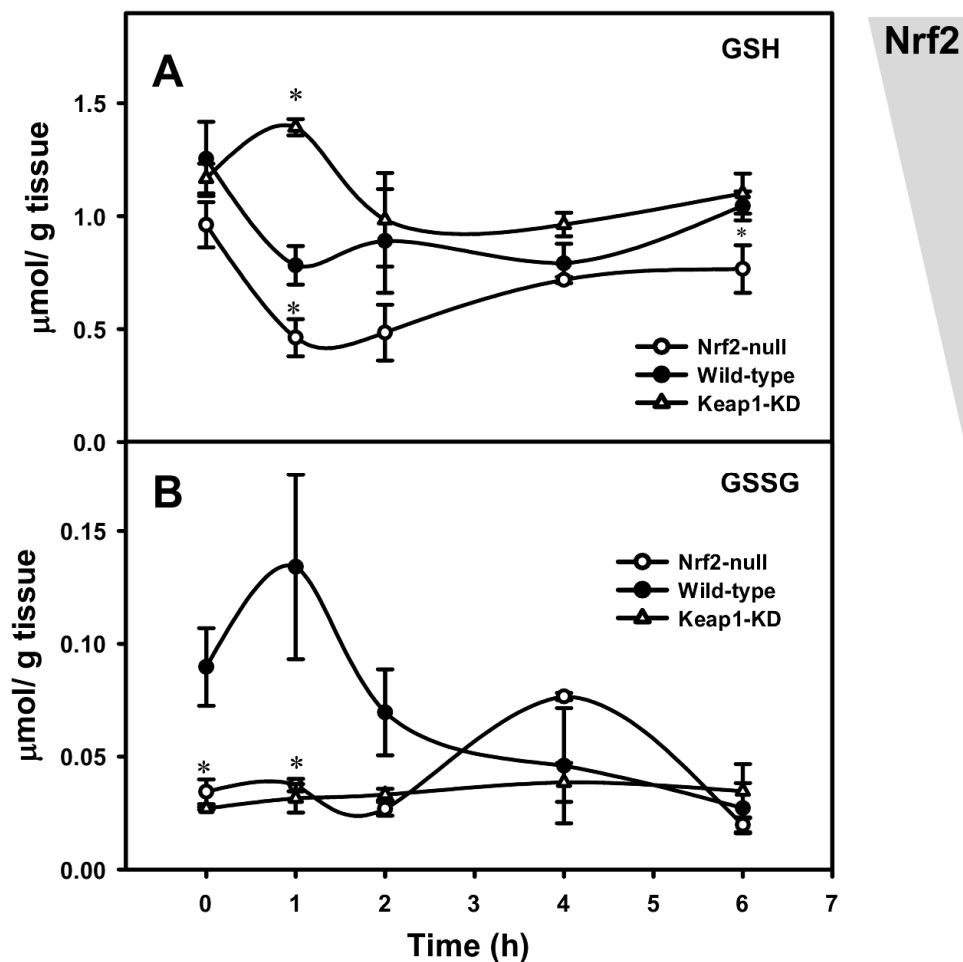 A
GSH
Nrf2
*
*
*
1.5
1.0
0.5
0.0
μmol/ g tissue
Nrf2-null
Wild-type
Keap1-KD
B
GSSG
0.15
0.10
0.05
0.00
μmol/ g tissue
Nrf2-null
Wild-type
Keap1-KD
*
*
0 1 2 3 4 5 6 7
Time (h)